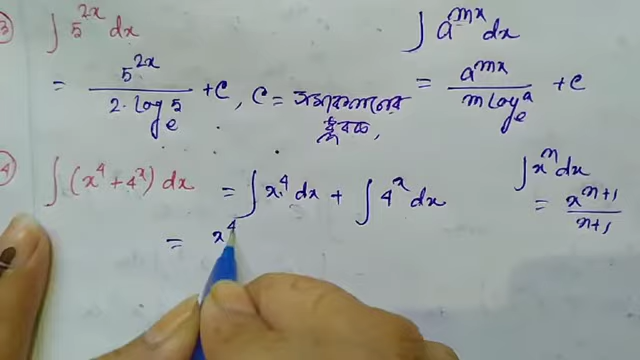 3) ∫ 5^{2x} dx
= 5^{2x} / (2·log_e 5) + c, c = সমাকলনের
ধ্রুবক,
∫ a^{mx} dx
= a^{mx} / (m log_e a) + c
4) ∫ (x^4 + 4^x) dx = ∫ x^4 dx + ∫ 4^x dx
= x^4
∫ x^n dx
= x^{n+1} / (n+1)